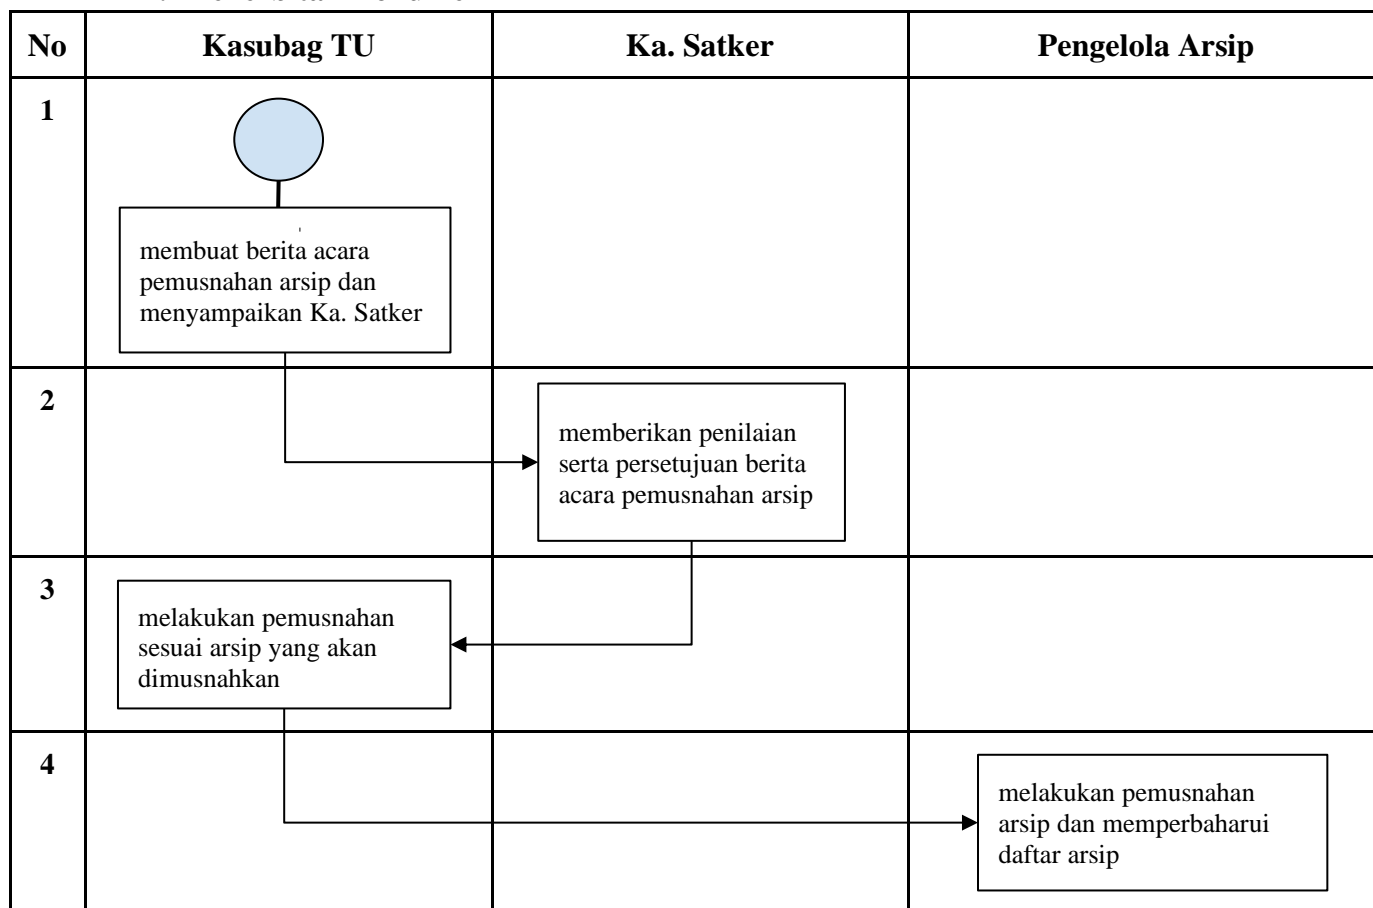 No Kasubag TU Ka. Satker Pengelola Arsip
1
membuat berita acara
pemusnahan arsip dan
menyampaikan Ka. Satker
2
memberikan penilaian
serta persetujuan berita
acara pemusnahan arsip
3
melakukan pemusnahan
sesuai arsip yang akan
dimusnahkan
4
melakukan pemusnahan
arsip dan memperbaharui
daftar arsip